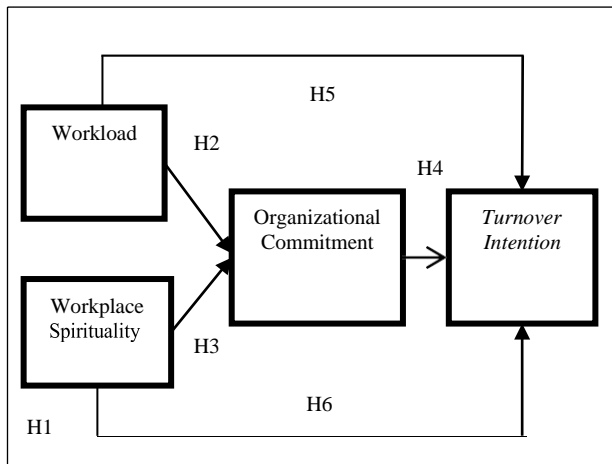 H5
Workload
H2
H4
Organizational
Commitment
Turnover
Intention
Workplace
Spirituality
H3
H6
H1